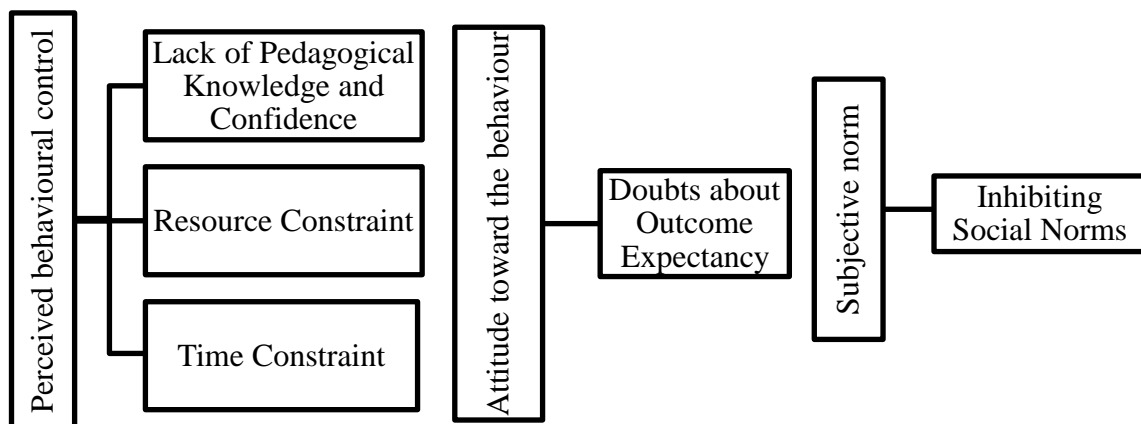 Perceived behavioural control
Lack of Pedagogical
Knowledge and
Confidence
Resource Constraint
Time Constraint
Attitude toward the behaviour
Doubts about
Outcome
Expectancy
Subjective norm
Inhibiting
Social Norms